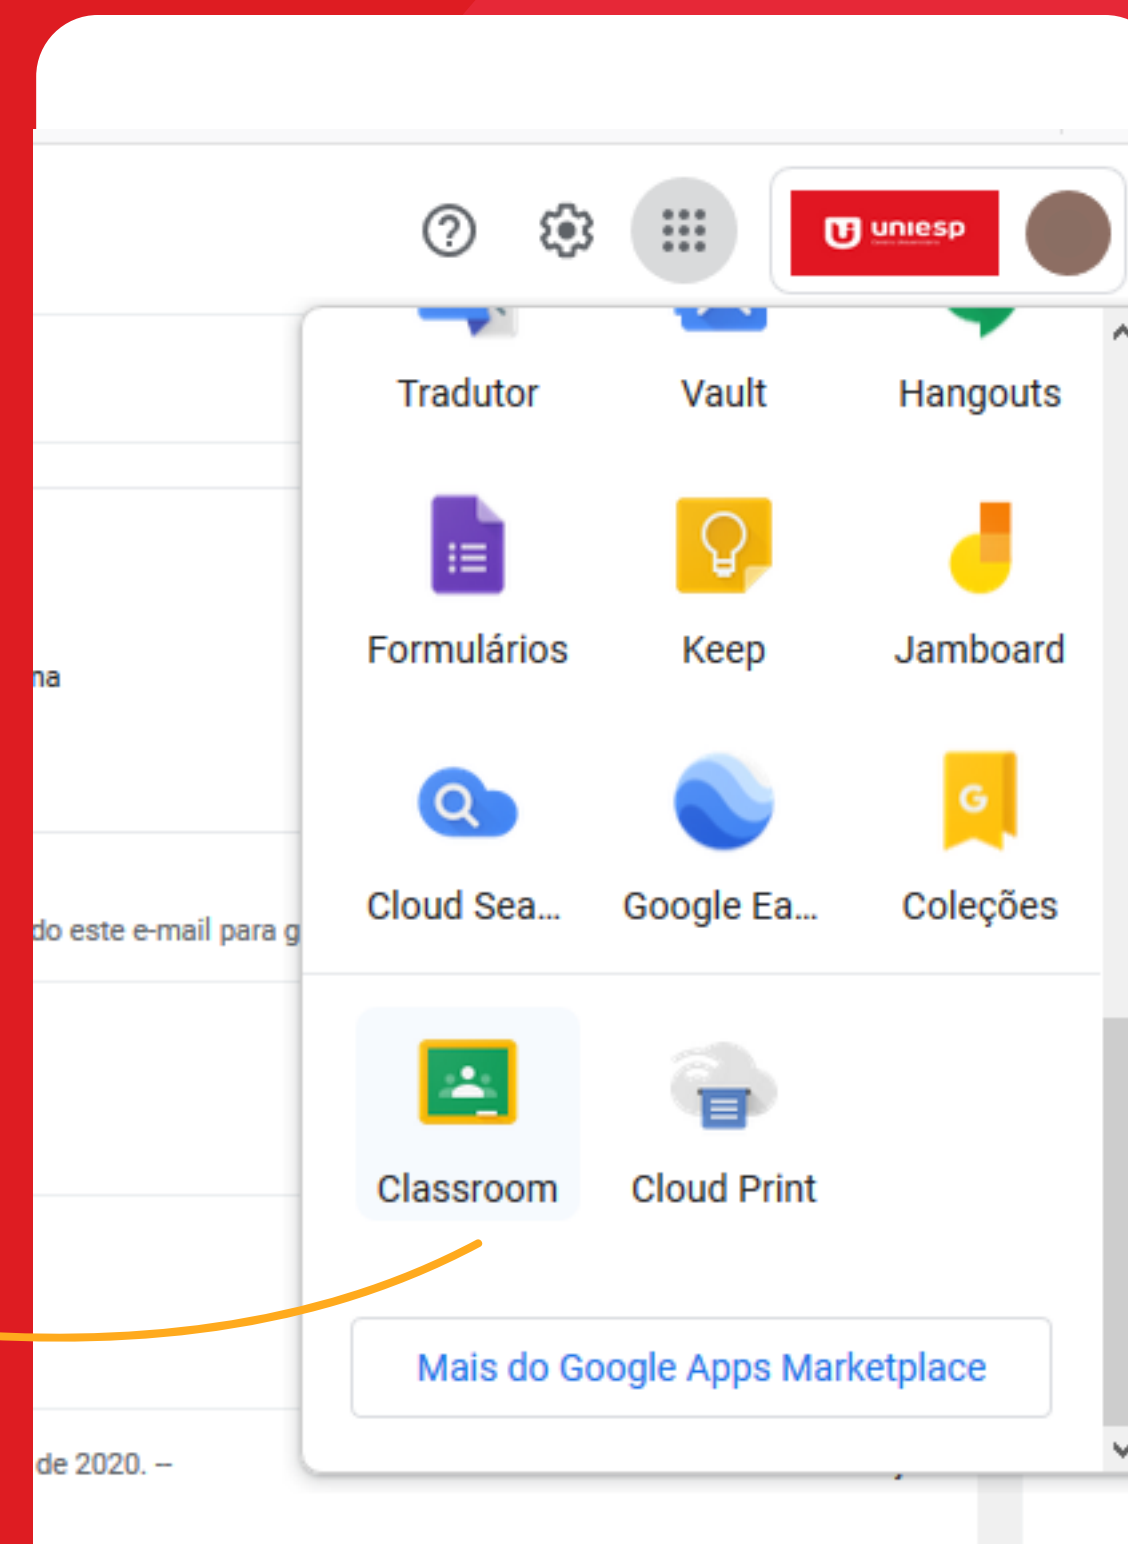 uniesp
Tradutor Vault Hangouts
Formulários Keep Jamboard
na
Cloud Sea... Google Ea... Coleções
do este e-mail para g
Classroom Cloud Print
Mais do Google Apps Marketplace
de 2020. –